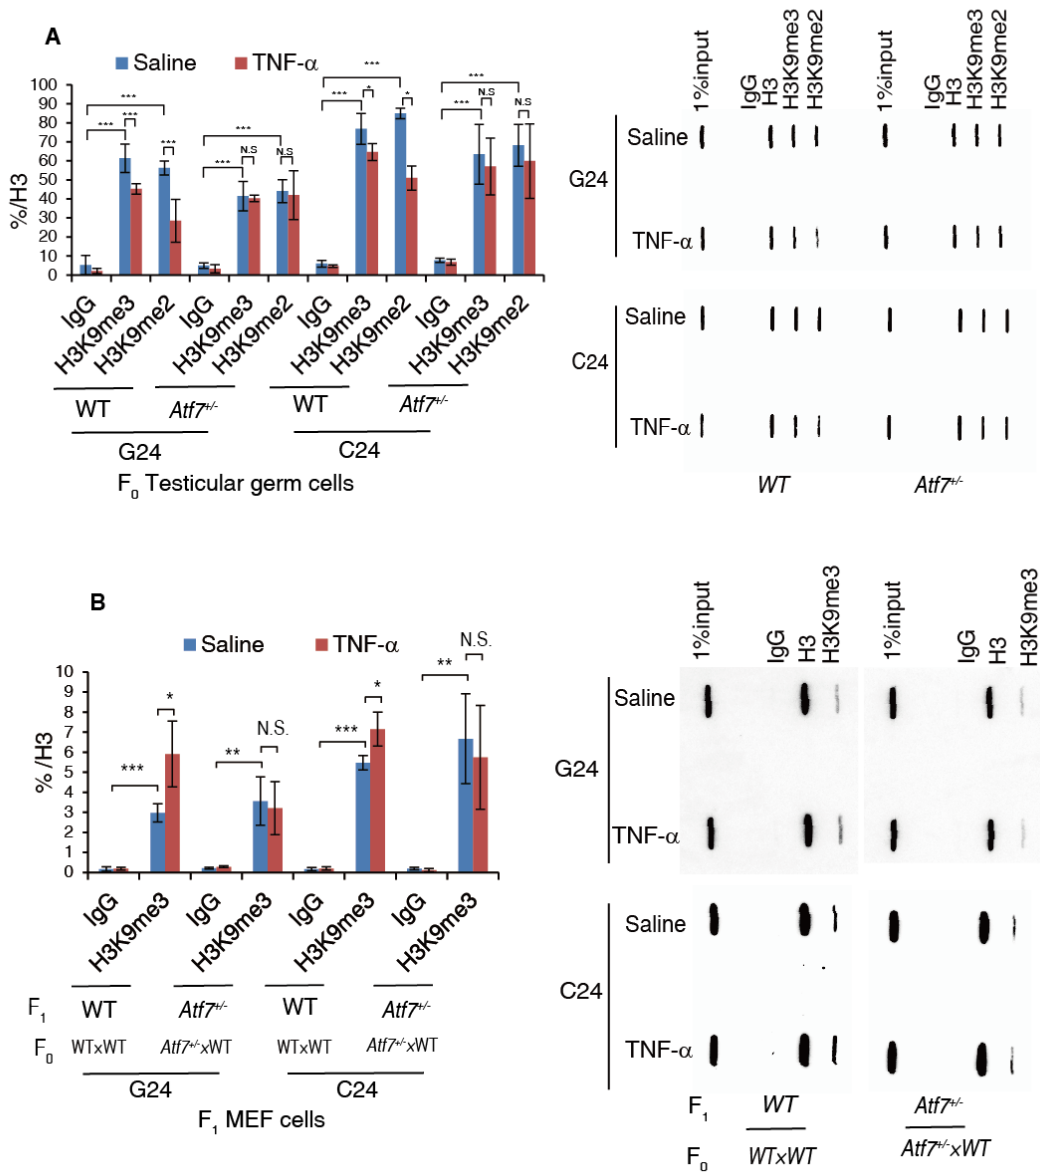 A
Saline TNF-α
%/H3
100
90
80
70
60
50
40
30
20
10
0
*** *** *** ***
*** *** N.S N.S
*** *** * *
*** *** N.S N.S
IgG H3K9me3 H3K9me2 IgG H3K9me3 H3K9me2 IgG H3K9me3 H3K9me2 IgG H3K9me3 H3K9me2
WT Atf7+/- WT Atf7+/-
G24 C24
F0 Testicular germ cells
1%input IgG H3 H3K9me3 H3K9me2 1%input IgG H3 H3K9me3 H3K9me2
Saline
G24
TNF-α
Saline
C24
TNF-α
WT Atf7+/-
B
Saline TNF-α
%/H3
10
9
8
7
6
5
4
3
2
1
0
*** * ** N.S. *** * ** N.S.
IgG H3K9me3 IgG H3K9me3 IgG H3K9me3 IgG H3K9me3
F1 WT Atf7+/- WT Atf7+/-
F0 WTxWT Atf7+/-xWT WTxWT Atf7+/-xWT
G24 C24
F1 MEF cells
1%input IgG H3 H3K9me3 1%input IgG H3 H3K9me3
Saline
G24
TNF-α
Saline
C24
TNF-α
F1 WT Atf7+/-
F0 WTxWT Atf7+/-xWT